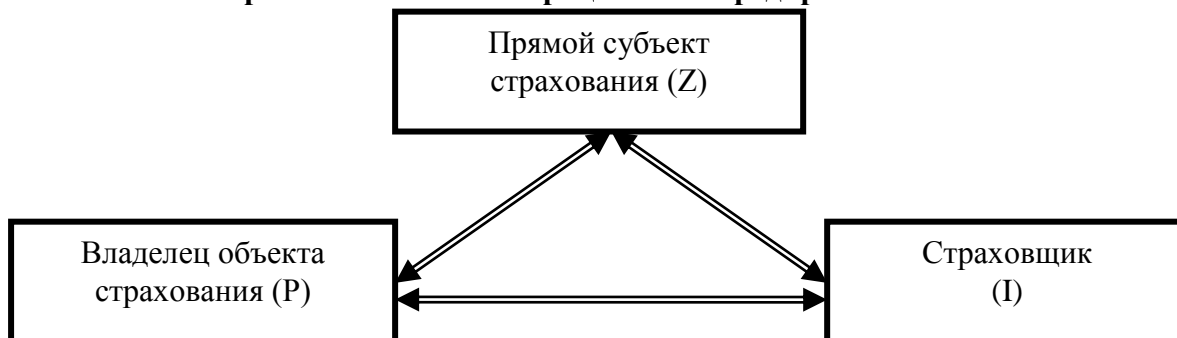 Прямой субъект
страхования (Z)
Владелец объекта
страхования (P)
Страховщик
(I)